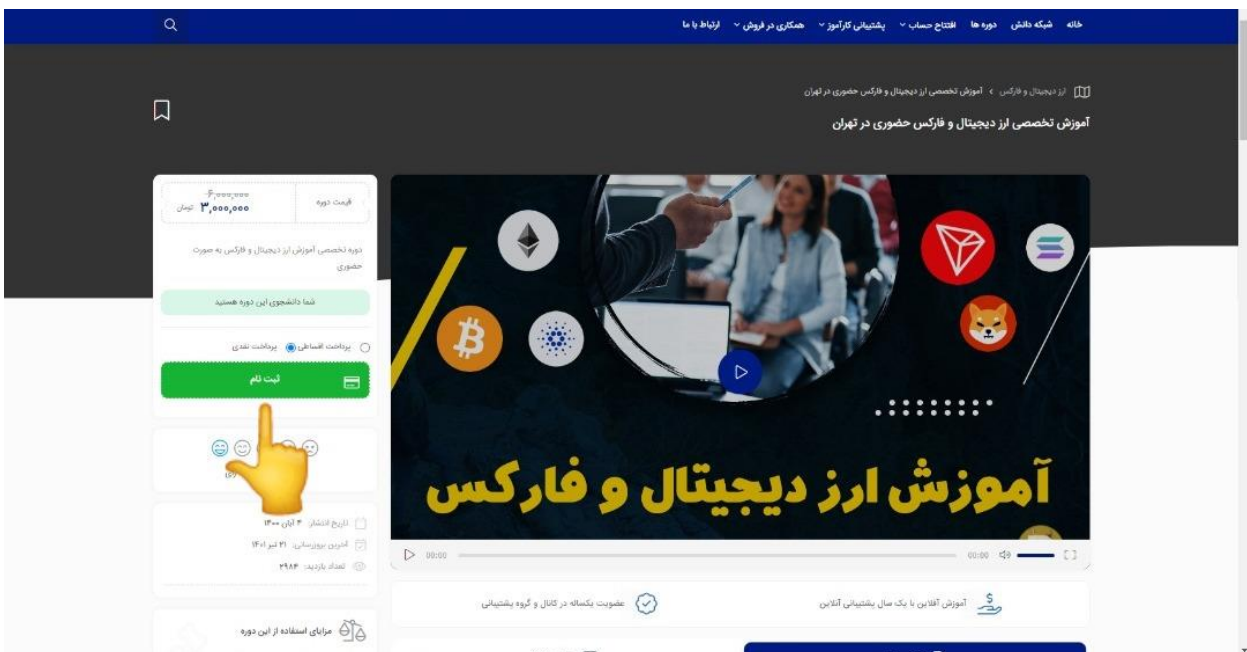 خانه شبکه دانش دوره ها افتتاح حساب پشتیبانی کارآموز همکاری در فروش ارتباط با ما
ارز دیجیتال و فارکس > آموزش تخصصی ارز دیجیتال و فارکس حضوری در تهران
آموزش تخصصی ارز دیجیتال و فارکس حضوری در تهران
قیمت دوره
۶,۰۰۰,۰۰۰
۳,۰۰۰,۰۰۰ تومان
دوره تخصصی آموزش ارز دیجیتال و فارکس به صورت
حضوری
شما دانشجوی این دوره هستید
پرداخت اقساطی پرداخت نقدی
ثبت نام
تاریخ انتشار: ۴ آبان ۱۴۰۰
آخرین بروزرسانی: ۲۱ تیر ۱۴۰۱
تعداد بازدید: ۲۹۸۴
مزایای استفاده از این دوره
آموزش ارز دیجیتال و فارکس
00:00 00:00
آموزش آفلاین با یک سال پشتیبانی آنلاین
عضویت یکساله در کانال و گروه پشتیبانی